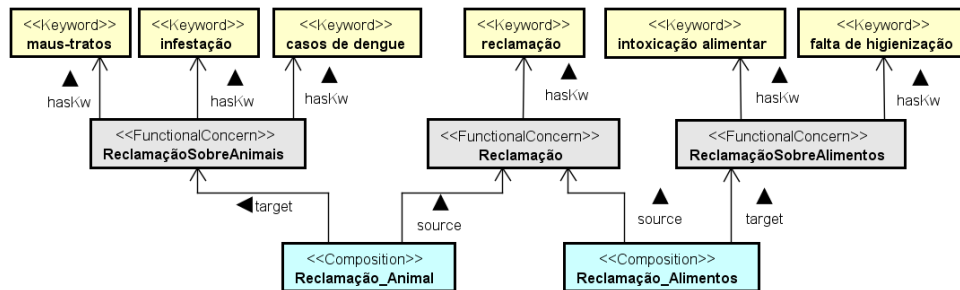 <<Keyword>>
maus-tratos
<<Keyword>>
infestação
<<Keyword>>
casos de dengue
<<Keyword>>
reclamação
<<Keyword>>
intoxicação alimentar
<<Keyword>>
falta de higienização
hasKw
hasKw
hasKw
hasKw
hasKw
hasKw
<<FunctionalConcern>>
ReclamaçãoSobreAnimais
<<FunctionalConcern>>
Reclamação
<<FunctionalConcern>>
ReclamaçãoSobreAlimentos
target
source
source
target
<<Composition>>
Reclamação_Animal
<<Composition>>
Reclamação_Alimentos